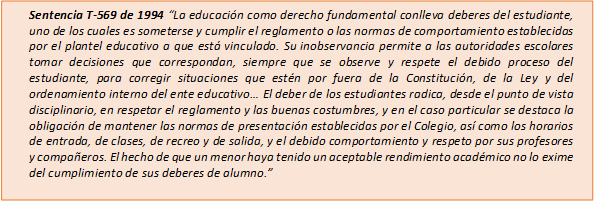 Sentencia T-569 de 1994 “La educación como derecho fundamental conlleva deberes del estudiante,
uno de los cuales es someterse y cumplir el reglamento o las normas de comportamiento establecidas
por el plantel educativo a que está vinculado. Su inobservancia permite a las autoridades escolares
tomar decisiones que correspondan, siempre que se observe y respete el debido proceso del
estudiante, para corregir situaciones que estén por fuera de la Constitución, de la Ley y del
ordenamiento interno del ente educativo… El deber de los estudiantes radica, desde el punto de vista
disciplinario, en respetar el reglamento y las buenas costumbres, y en el caso particular se destaca la
obligación de mantener las normas de presentación establecidas por el Colegio, así como los horarios
de entrada, de clases, de recreo y de salida, y el debido comportamiento y respeto por sus profesores
y compañeros. El hecho de que un menor haya tenido un aceptable rendimiento académico no lo exime
del cumplimiento de sus deberes de alumno.”